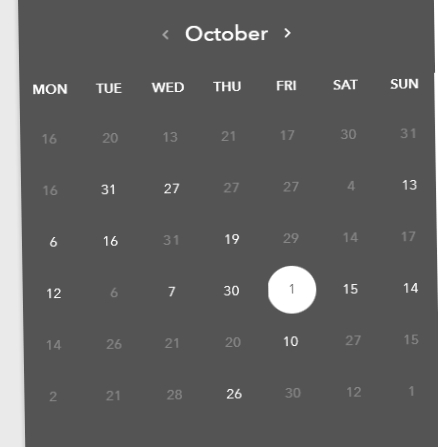 ‹ October ›
MON TUE WED THU FRI SAT SUN
16 20 13 21 17 30 31
16 31 27 27 27 4 13
6 16 31 19 29 14 17
12 6 7 30 1 15 14
14 26 21 20 10 27 15
2 21 28 26 30 12 1